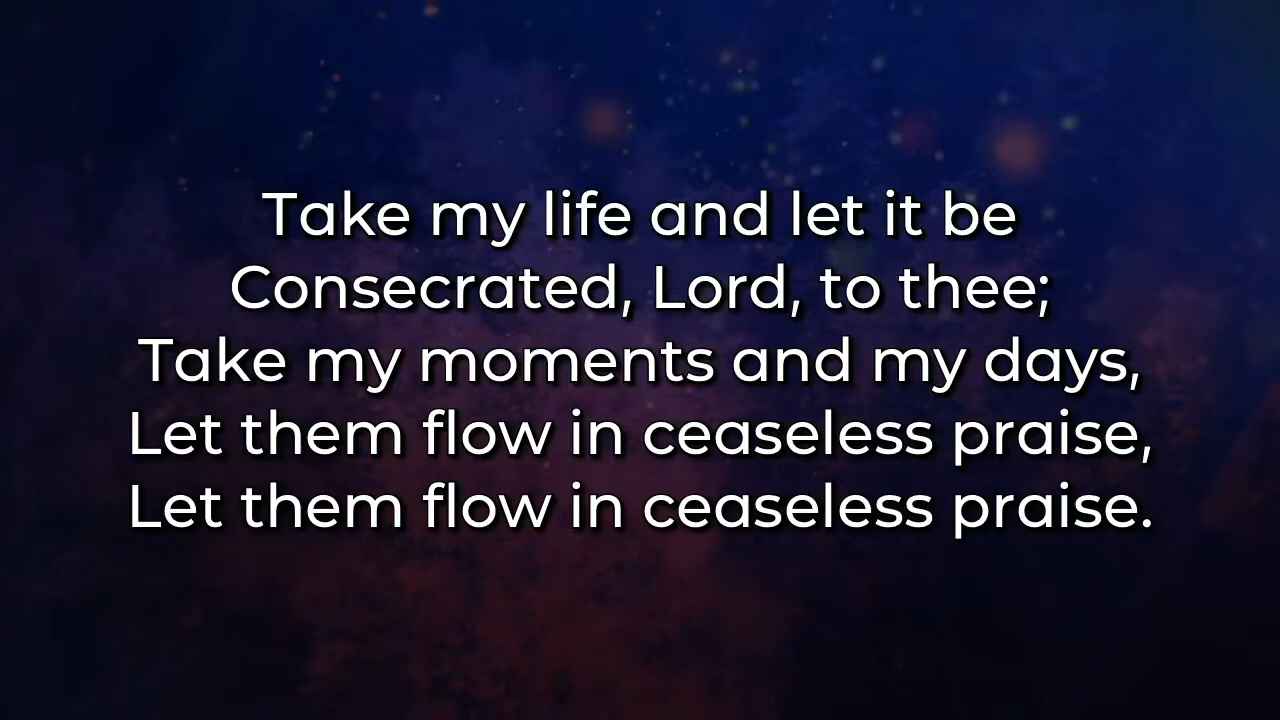 Take my life and let it be
Consecrated, Lord, to thee;
Take my moments and my days,
Let them flow in ceaseless praise,
Let them flow in ceaseless praise.